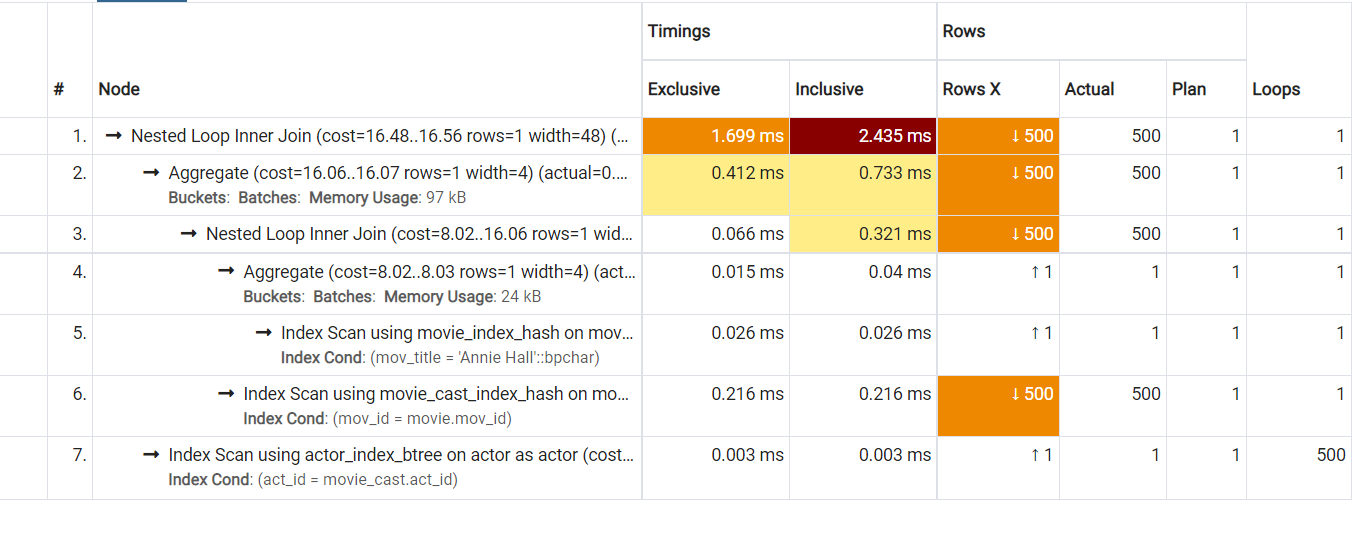 Timings Rows
# Node Exclusive Inclusive Rows X Actual Plan Loops
1. → Nested Loop Inner Join (cost=16.48..16.56 rows=1 width=48) (... 1.699 ms 2.435 ms ↓ 500 500 1 1
2. → Aggregate (cost=16.06..16.07 rows=1 width=4) (actual=0.... 0.412 ms 0.733 ms ↓ 500 500 1 1
Buckets: Batches: Memory Usage: 97 kB
3. → Nested Loop Inner Join (cost=8.02..16.06 rows=1 wid... 0.066 ms 0.321 ms ↓ 500 500 1 1
4. → Aggregate (cost=8.02..8.03 rows=1 width=4) (act... 0.015 ms 0.04 ms ↑ 1 1 1 1
Buckets: Batches: Memory Usage: 24 kB
5. → Index Scan using movie_index_hash on mov... 0.026 ms 0.026 ms ↑ 1 1 1 1
Index Cond: (mov_title = 'Annie Hall'::bpchar)
6. → Index Scan using movie_cast_index_hash on mo... 0.216 ms 0.216 ms ↓ 500 500 1 1
Index Cond: (mov_id = movie.mov_id)
7. → Index Scan using actor_index_btree on actor as actor (cost... 0.003 ms 0.003 ms ↑ 1 1 1 500
Index Cond: (act_id = movie_cast.act_id)